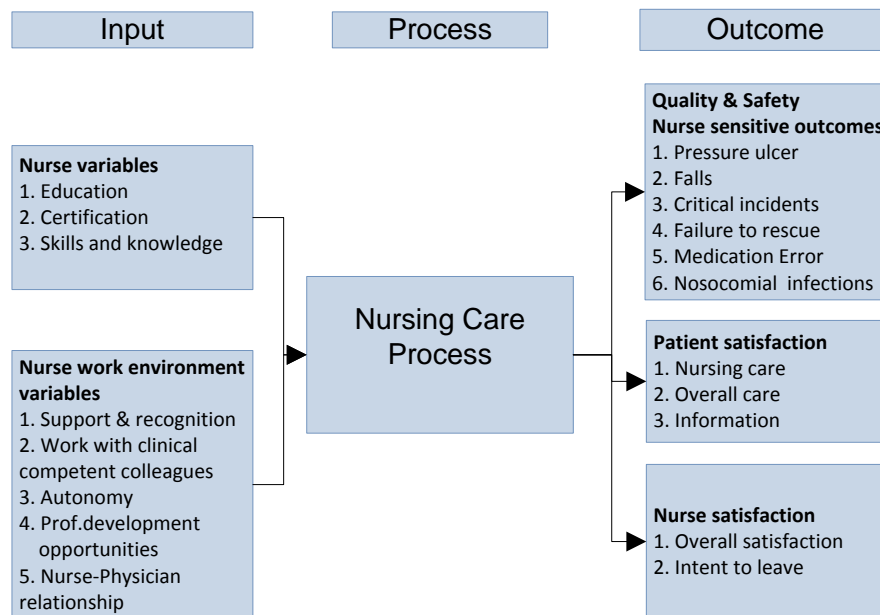 Input
Process
Outcome
Nurse variables
1. Education
2. Certification
3. Skills and knowledge
Nurse work environment
variables
1. Support & recognition
2. Work with clinical
competent colleagues
3. Autonomy
4. Prof.development
opportunities
5. Nurse-Physician
relationship
Nursing Care
Process
Quality & Safety
Nurse sensitive outcomes
1. Pressure ulcer
2. Falls
3. Critical incidents
4. Failure to rescue
5. Medication Error
6. Nosocomial infections
Patient satisfaction
1. Nursing care
2. Overall care
3. Information
Nurse satisfaction
1. Overall satisfaction
2. Intent to leave